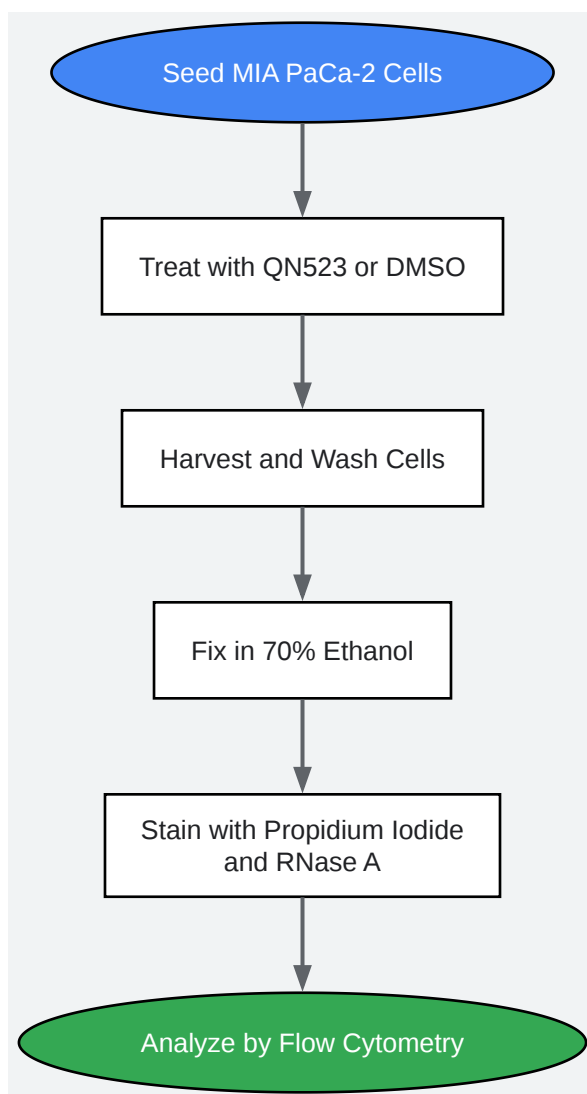 Seed MIA PaCa-2 Cells
Treat with QN523 or DMSO
Harvest and Wash Cells
Fix in 70% Ethanol
Stain with Propidium Iodide
and RNase A
Analyze by Flow Cytometry